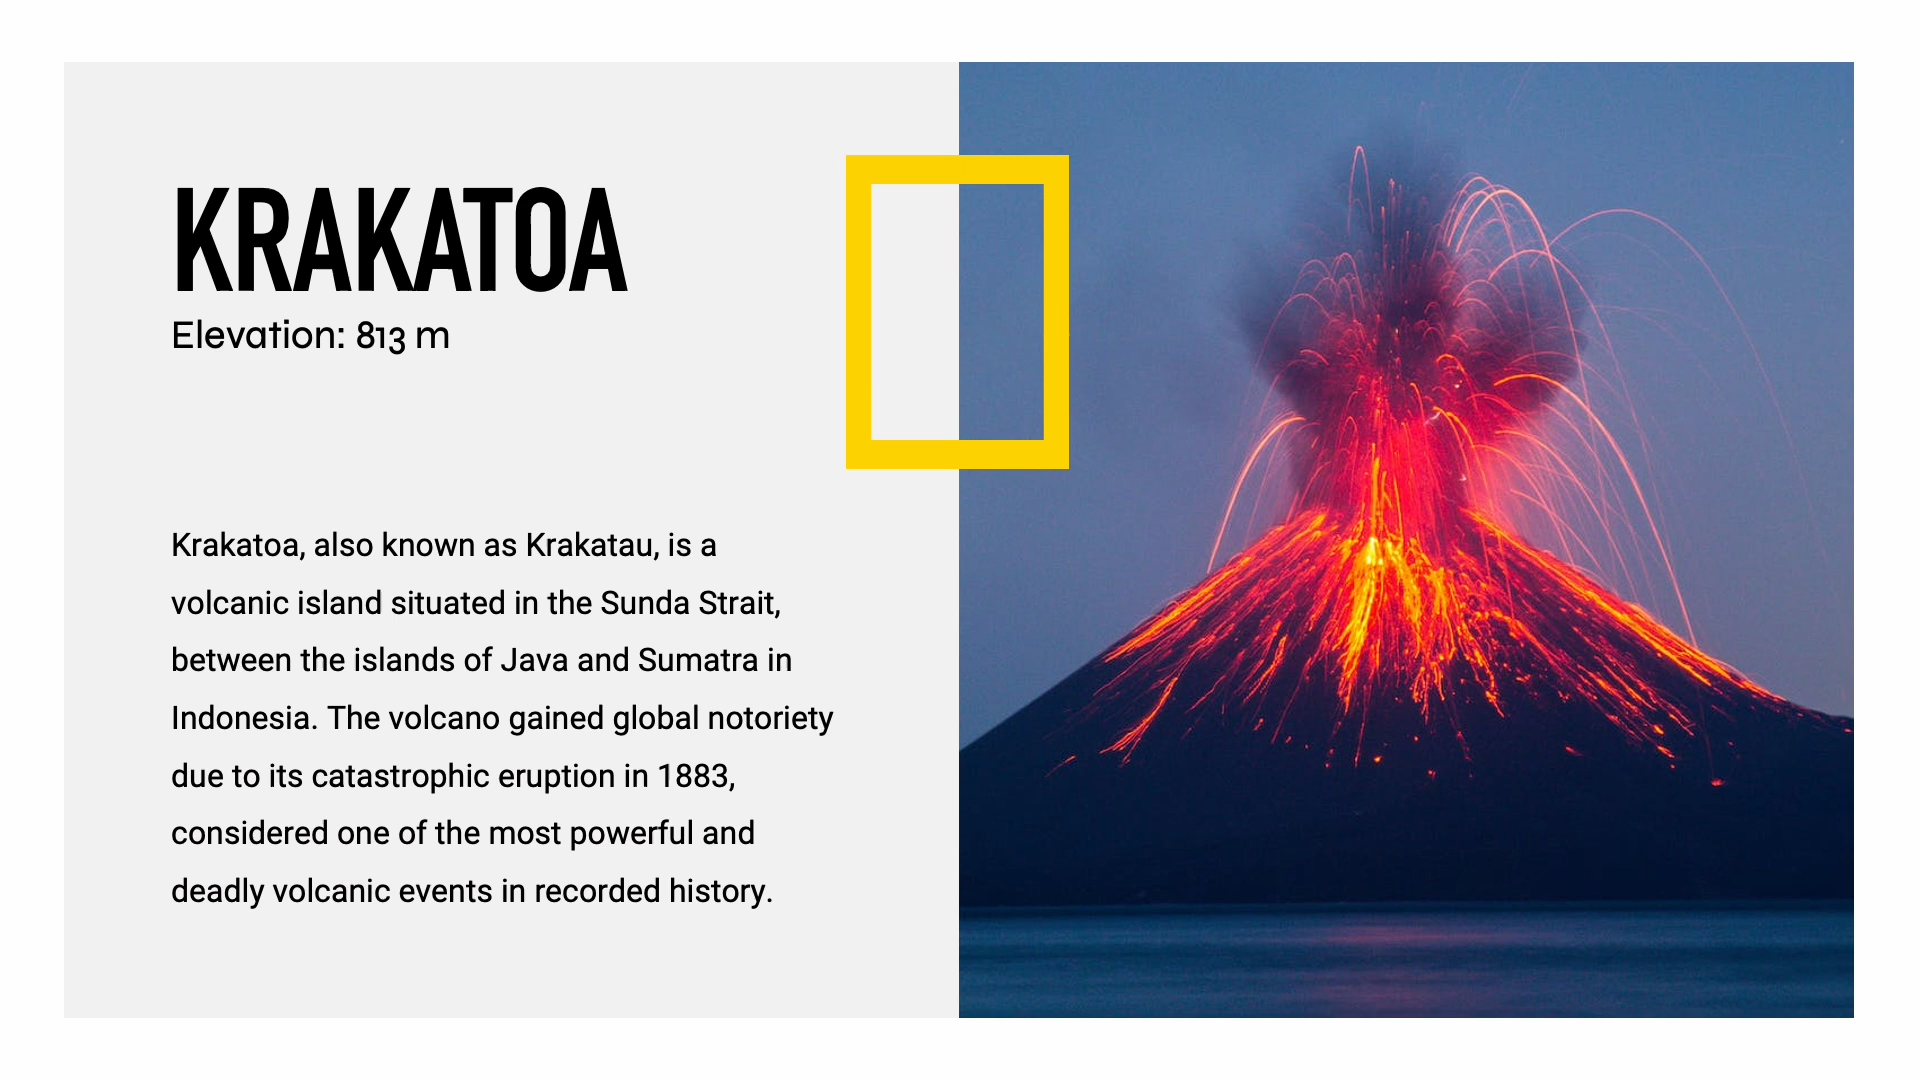 KRAKATOA
Elevation: 813 m
Krakatoa, also known as Krakatau, is a
volcanic island situated in the Sunda Strait,
between the islands of Java and Sumatra in
Indonesia. The volcano gained global notoriety
due to its catastrophic eruption in 1883,
considered one of the most powerful and
deadly volcanic events in recorded history.